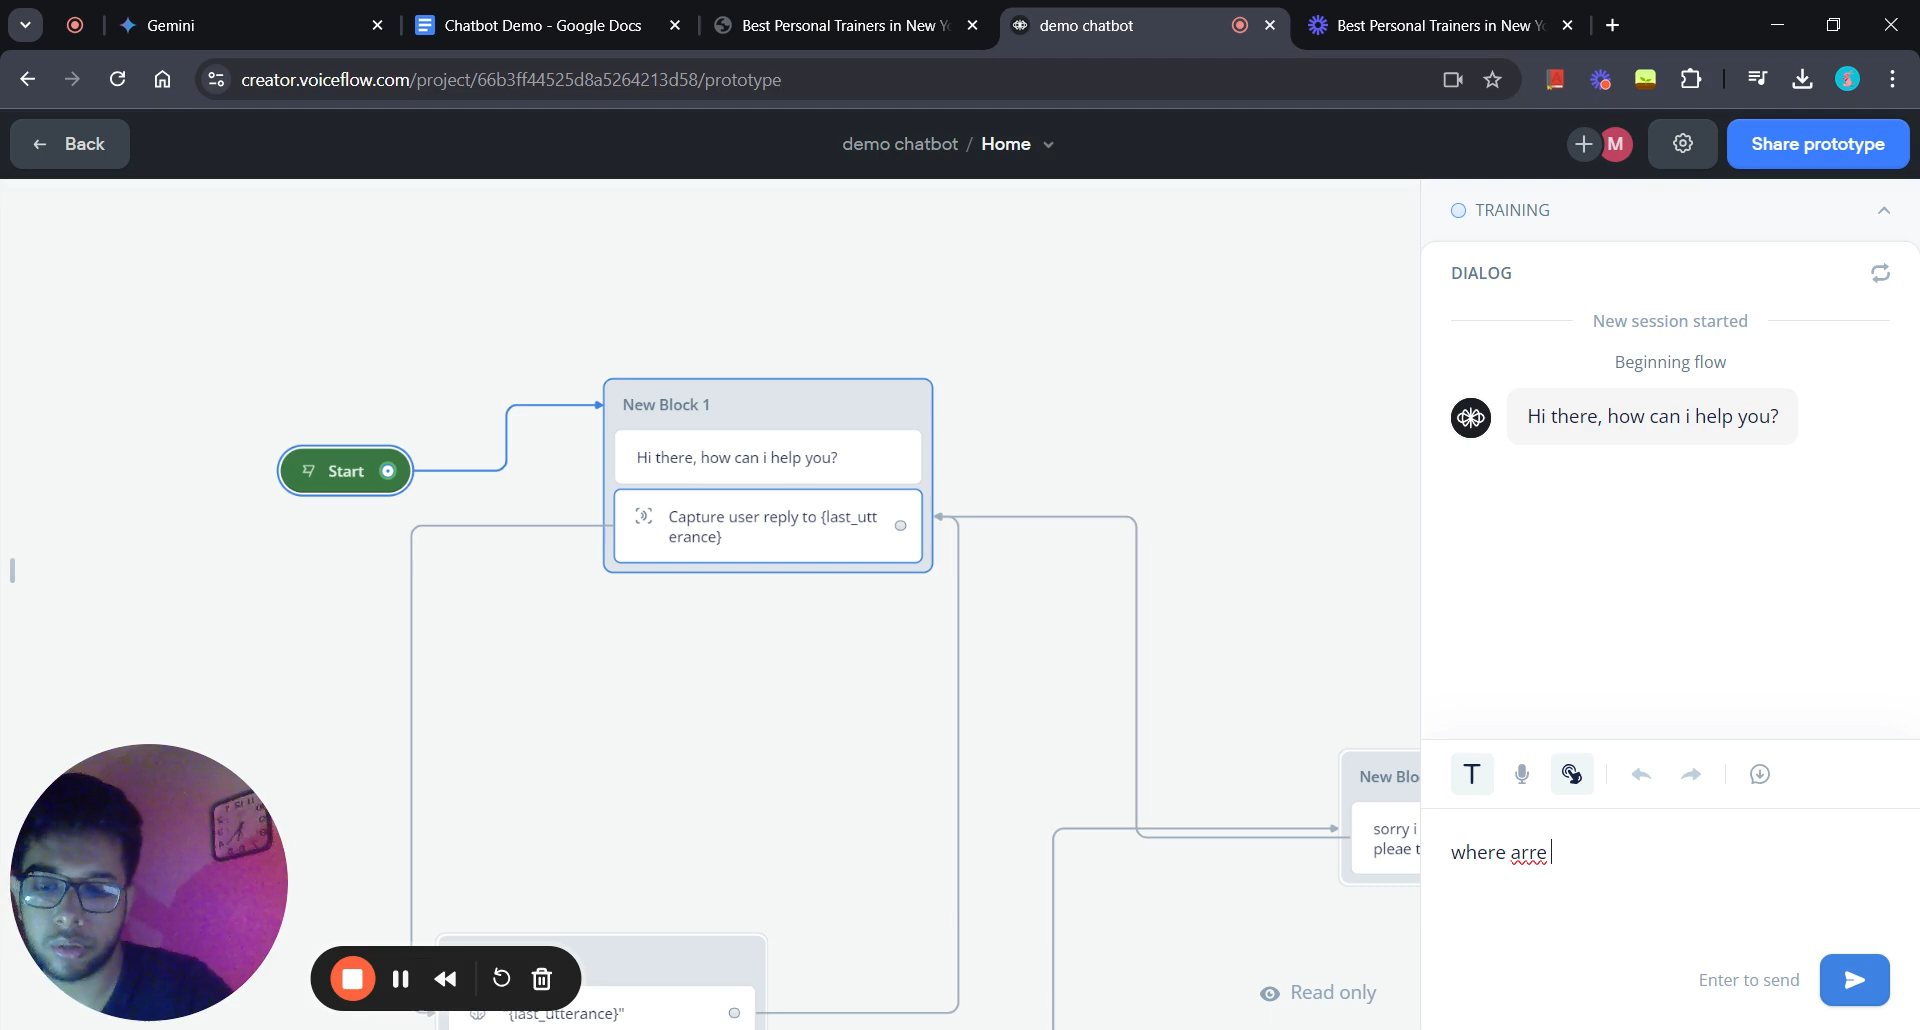 Gemini
Chatbot Demo - Google Docs
Best Personal Trainers in New Yo
demo chatbot
Best Personal Trainers in New Yo
creator.voiceflow.com/project/66b3ff44525d8a5264213d58/prototype
Back
demo chatbot / Home
M
Share prototype
TRAINING
DIALOG
New session started
Beginning flow
Hi there, how can i help you?
New Block 1
Hi there, how can i help you?
Start
Capture user reply to {last_utt
erance}
New Blo
sorry i
pleae t
T
where arre
{last_utterance}"
Read only
Enter to send